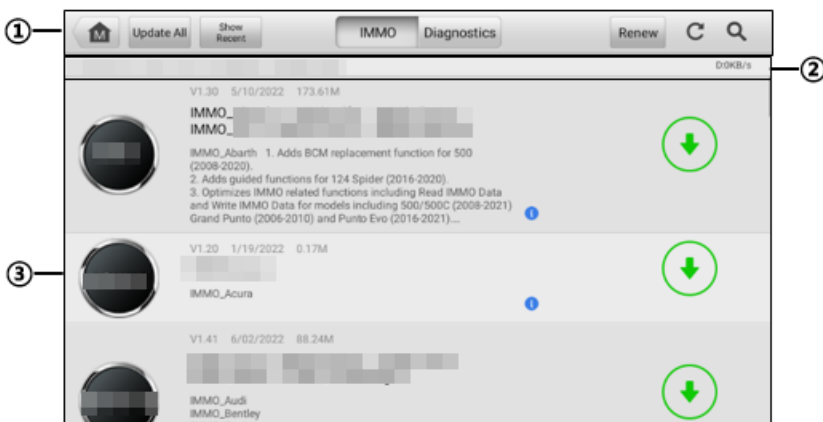 ①
M
Update All
Show
Recent
IMMO
Diagnostics
Renew
D:0KB/s
②
V1.30 5/10/2022 173.61M
IMMO_
IMMO_
IMMO_Abarth 1. Adds BCM replacement function for 500
(2008-2020).
2. Adds guided functions for 124 Spider (2016-2020).
3. Optimizes IMMO related functions including Read IMMO Data
and Write IMMO Data for models including 500/500C (2008-2021)
Grand Punto (2006-2010) and Punto Evo (2016-2021)....
i
③
V1.20 1/19/2022 0.17M
IMMO_Acura
i
V1.41 6/02/2022 88.24M
IMMO_Audi
IMMO_Bentley